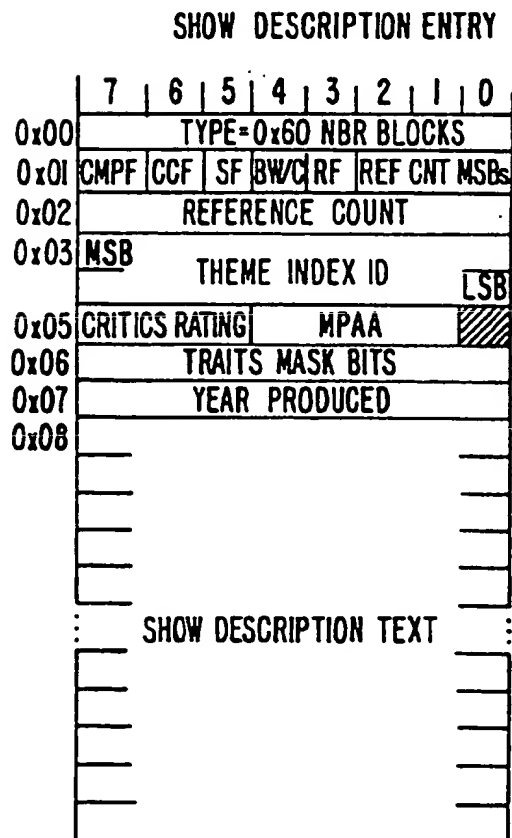 SHOW DESCRIPTION ENTRY
7 6 5 4 3 2 1 0
0x00 TYPE=0x60 NBR BLOCKS
0x01 CMPF CCF SF BW/C RF REF CNT MSBs
0x02 REFERENCE COUNT
0x03 MSB
THEME INDEX ID
LSB
0x05 CRITICS RATING MPAA
0x06 TRAITS MASK BITS
0x07 YEAR PRODUCED
0x08
SHOW DESCRIPTION TEXT